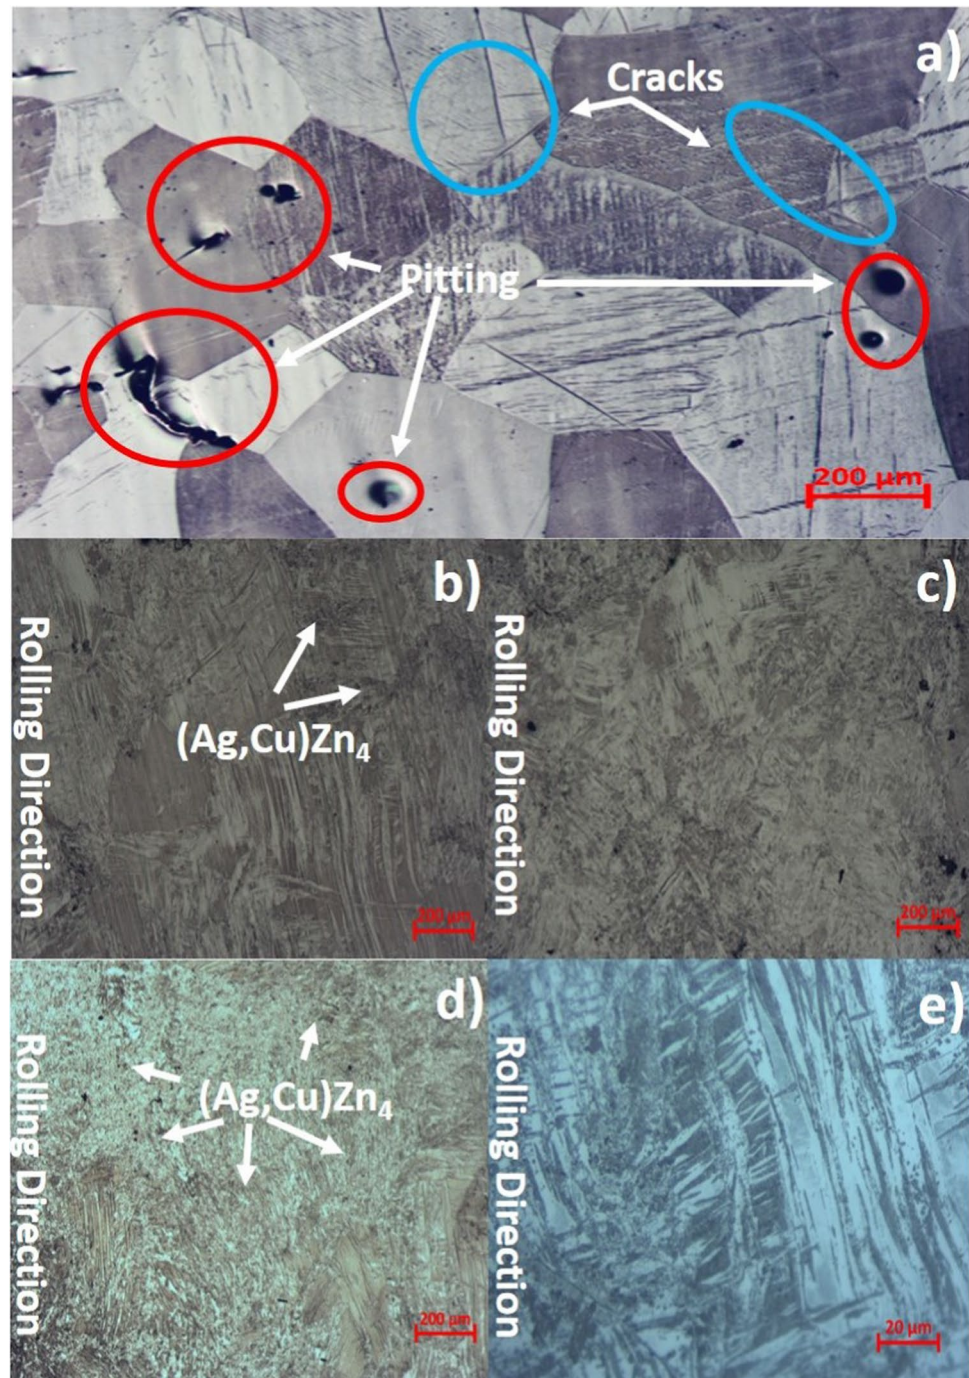 a)
Cracks
Pitting
200 µm
b)
Rolling Direction
(Ag,Cu)Zn₄
200 µm
c)
Rolling Direction
200 µm
d)
Rolling Direction
(Ag,Cu)Zn₄
200 µm
e)
Rolling Direction
20 µm